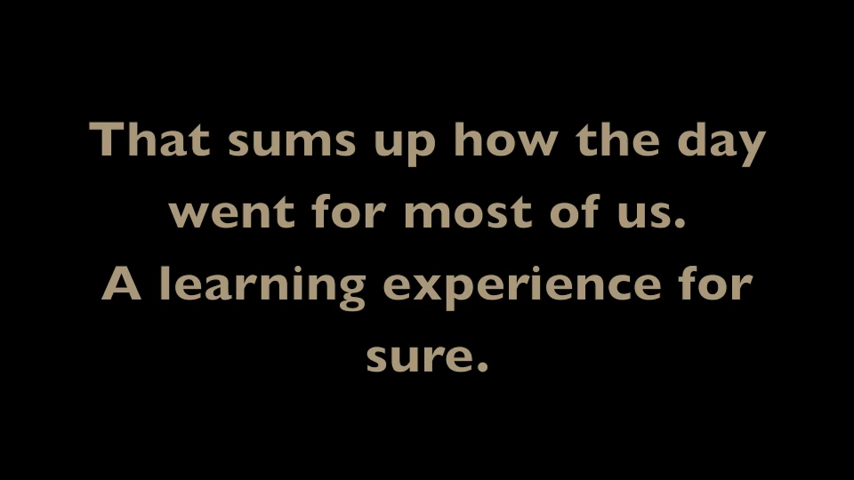 That sums up how the day
went for most of us.
A learning experience for
sure.